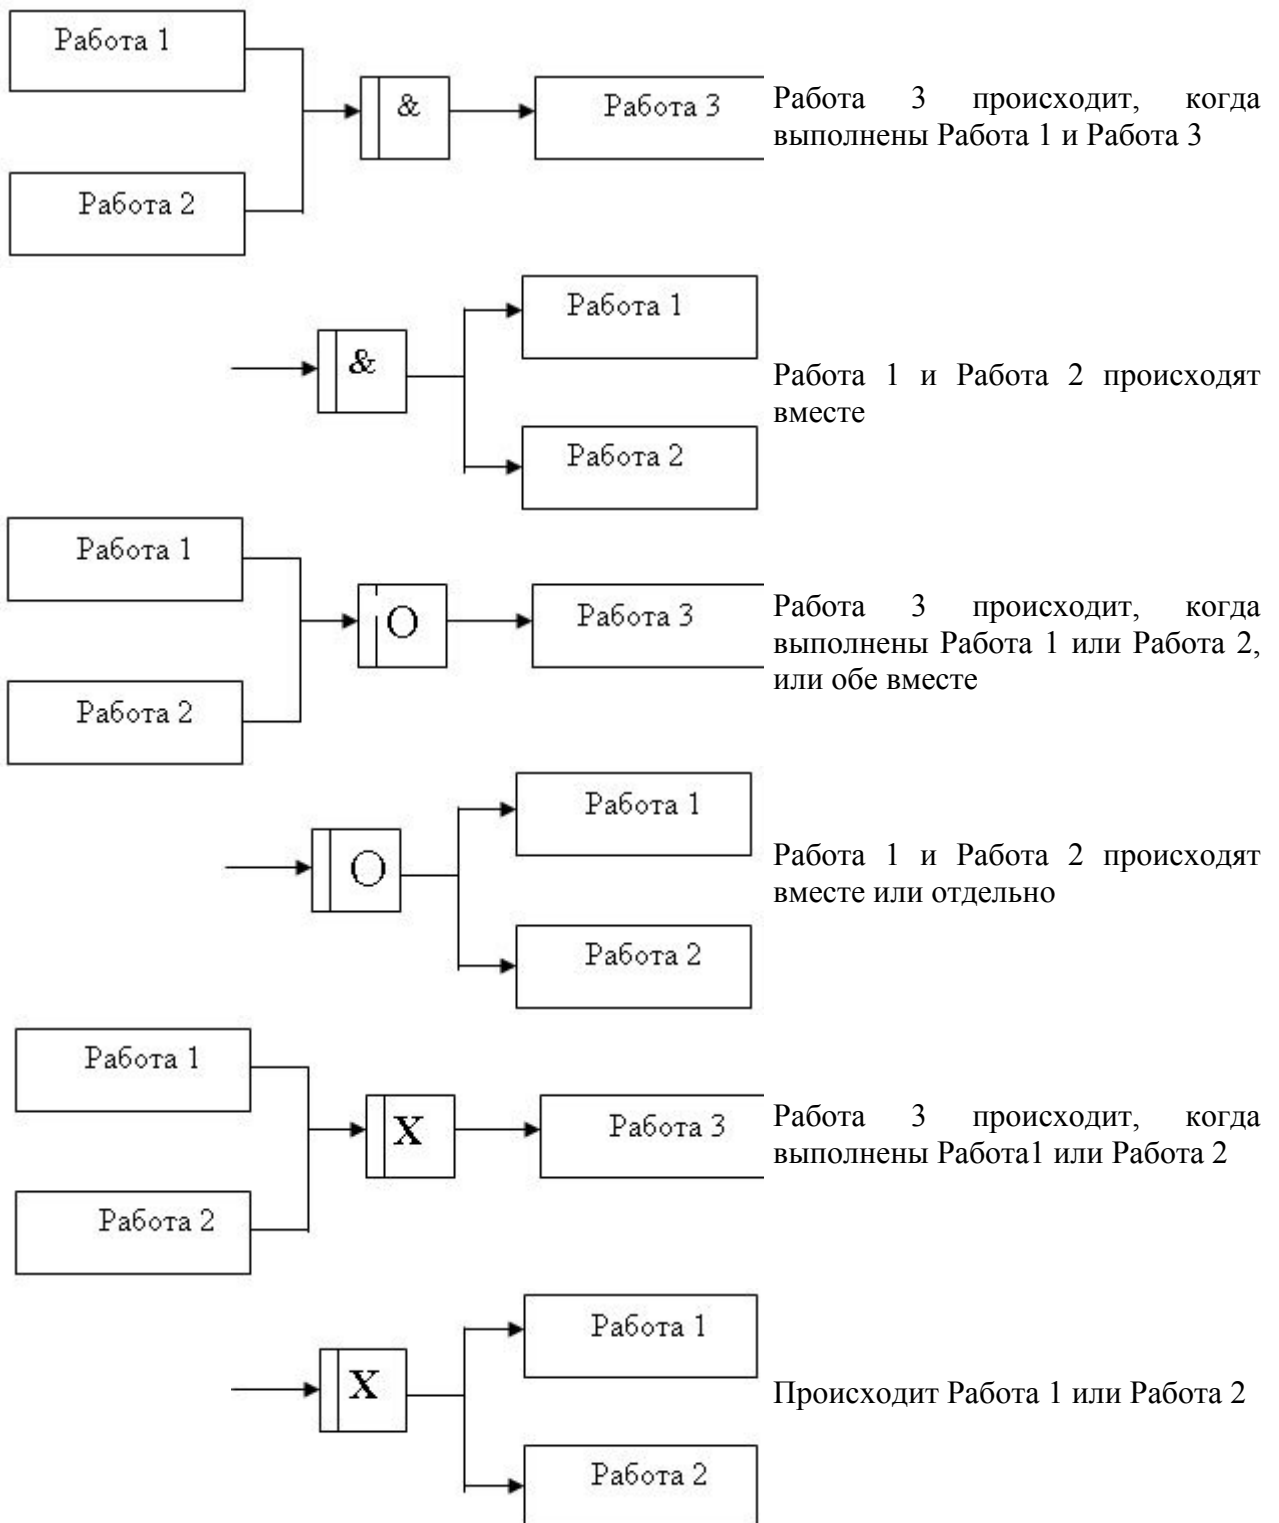 Работа 1
&
Работа 3
Работа 2
Работа 3 происходит, когда
выполнены Работа 1 и Работа 3
Работа 1
&
Работа 2
Работа 1 и Работа 2 происходят
вместе
Работа 1
O
Работа 3
Работа 2
Работа 3 происходит, когда
выполнены Работа 1 или Работа 2,
или обе вместе
Работа 1
O
Работа 2
Работа 1 и Работа 2 происходят
вместе или отдельно
Работа 1
X
Работа 3
Работа 2
Работа 3 происходит, когда
выполнены Работа1 или Работа 2
Работа 1
X
Работа 2
Происходит Работа 1 или Работа 2